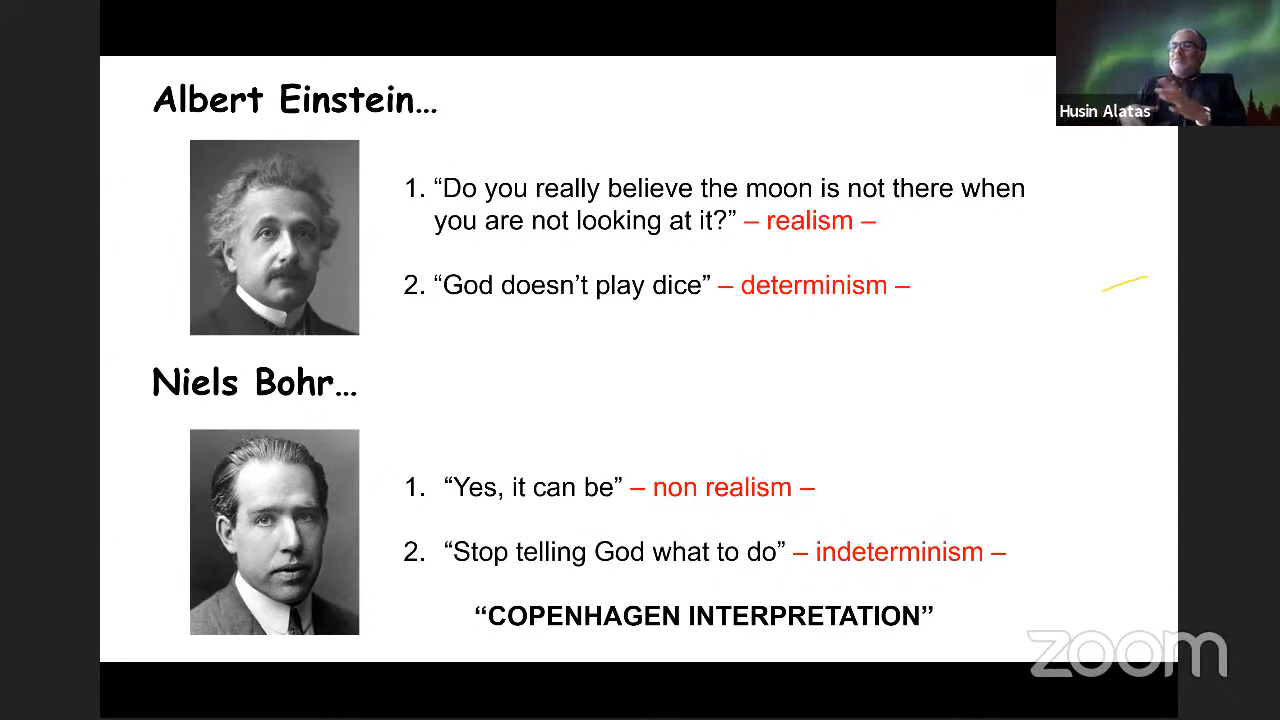 Albert Einstein…
Husin Alatas
1. “Do you really believe the moon is not there when
you are not looking at it?” – realism –
2. “God doesn’t play dice” – determinism –
Niels Bohr…
1. “Yes, it can be” – non realism –
2. “Stop telling God what to do” – indeterminism –
“COPENHAGEN INTERPRETATION”
zoom